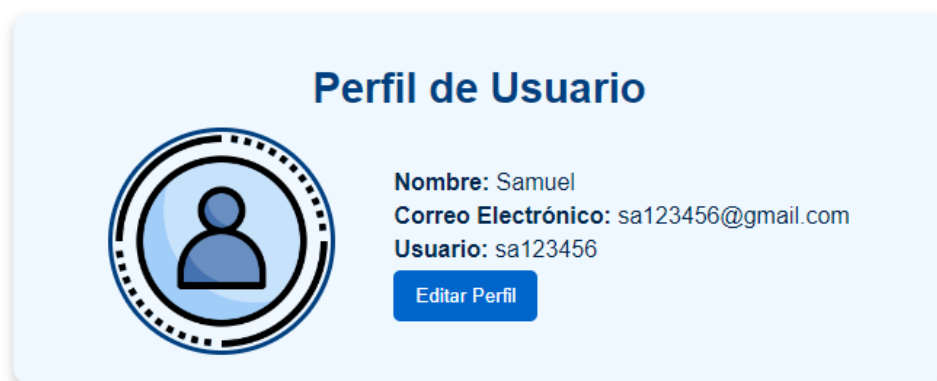 Perfil de Usuario
Nombre: Samuel
Correo Electrónico: sa123456@gmail.com
Usuario: sa123456
Editar Perfil